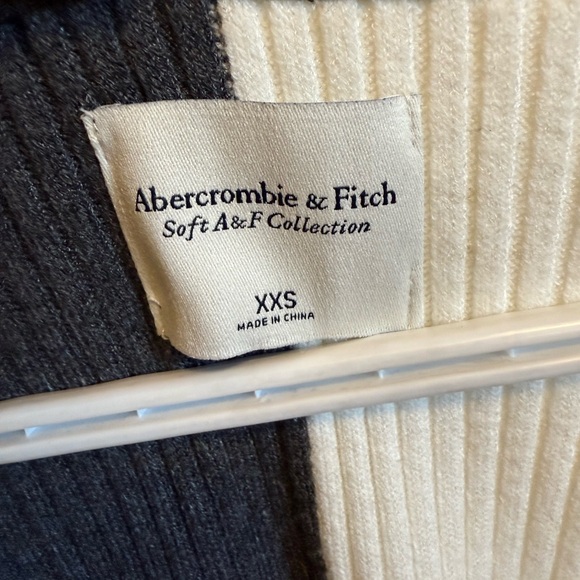 Abercrombie & Fitch
Soft A&F Collection
XXS
MADE IN CHINA